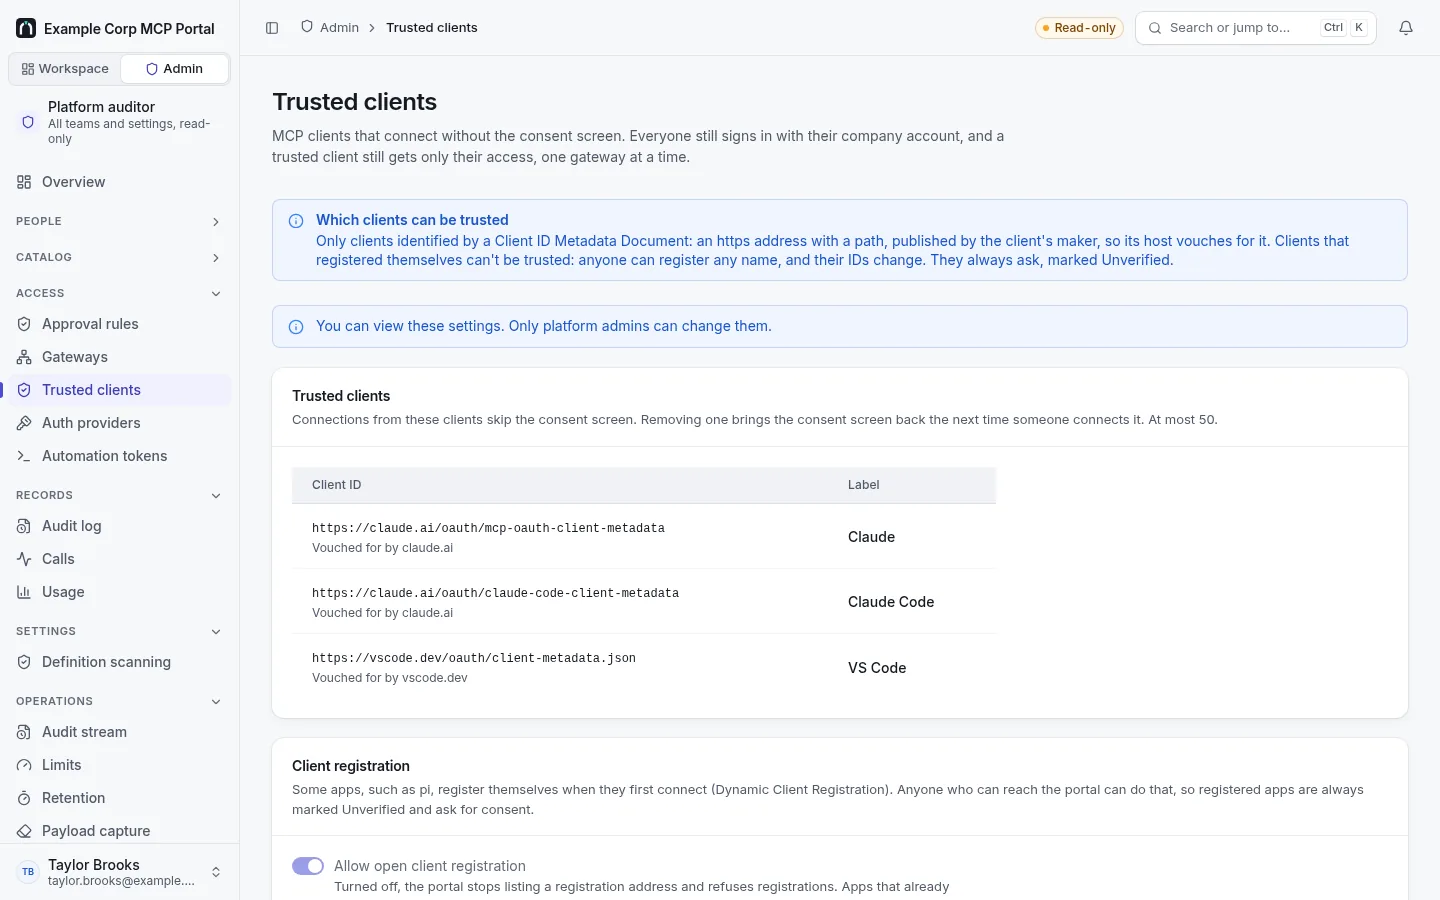 Example Corp MCP Portal
Workspace
Admin
Platform auditor
All teams and settings, read-
only
Overview
PEOPLE
CATALOG
ACCESS
Approval rules
Gateways
Trusted clients
Auth providers
Automation tokens
RECORDS
Audit log
Calls
Usage
SETTINGS
Definition scanning
OPERATIONS
Audit stream
Limits
Retention
Payload capture
TB
Taylor Brooks
taylor.brooks@example....
Admin
Trusted clients
Read-only
Search or jump to...
Ctrl
K
Trusted clients
MCP clients that connect without the consent screen. Everyone still signs in with their company account, and a
trusted client still gets only their access, one gateway at a time.
Which clients can be trusted
Only clients identified by a Client ID Metadata Document: an https address with a path, published by the client's maker, so its host vouches for it. Clients that
registered themselves can't be trusted: anyone can register any name, and their IDs change. They always ask, marked Unverified.
You can view these settings. Only platform admins can change them.
Trusted clients
Connections from these clients skip the consent screen. Removing one brings the consent screen back the next time someone connects it. At most 50.
Client ID
Label
https://claude.ai/oauth/mcp-oauth-client-metadata
Vouched for by claude.ai
Claude
https://claude.ai/oauth/claude-code-client-metadata
Vouched for by claude.ai
Claude Code
https://vscode.dev/oauth/client-metadata.json
Vouched for by vscode.dev
VS Code
Client registration
Some apps, such as pi, register themselves when they first connect (Dynamic Client Registration). Anyone who can reach the portal can do that, so registered apps are always
marked Unverified and ask for consent.
Allow open client registration
Turned off, the portal stops listing a registration address and refuses registrations. Apps that already